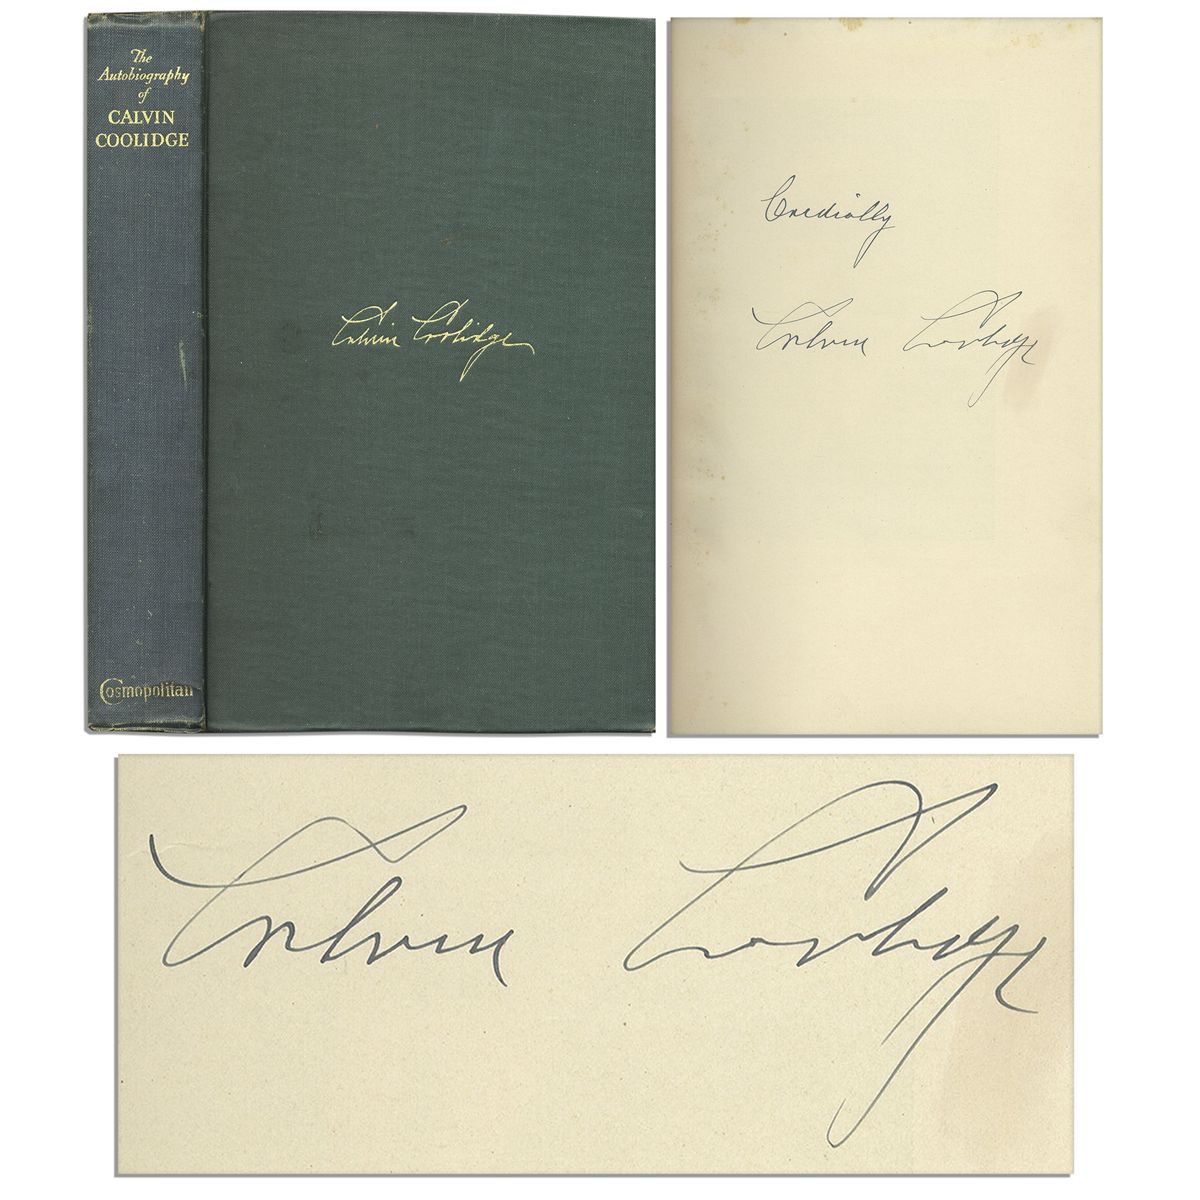 The
Autobiography
of
CALVIN
COOLIDGE
Cosmopolitan
Calvin Coolidge
Cordially
Calvin Coolidge
Calvin Coolidge